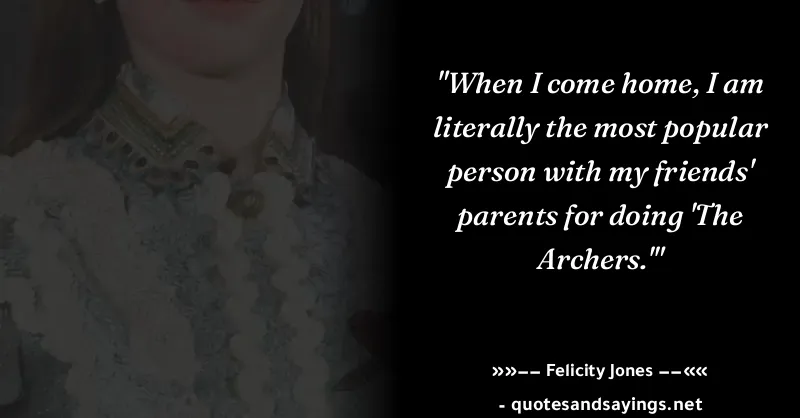 "When I come home, I am
literally the most popular
person with my friends'
parents for doing 'The
Archers.'"
»»−− Felicity Jones −−««
- quotesandsayings.net